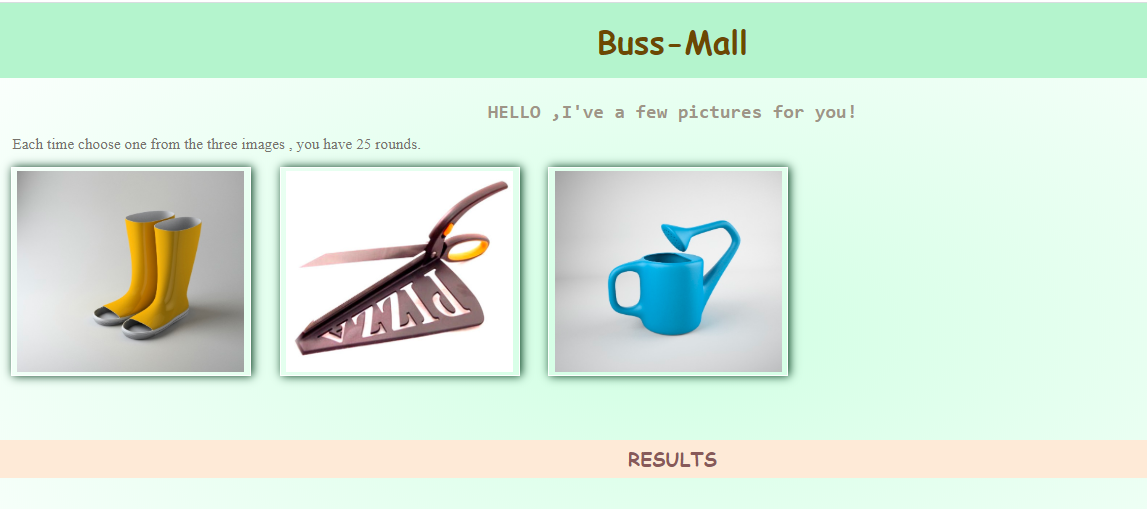 Buss-Mall
HELLO ,I've a few pictures for you!
Each time choose one from the three images , you have 25 rounds.
PIZZA
RESULTS